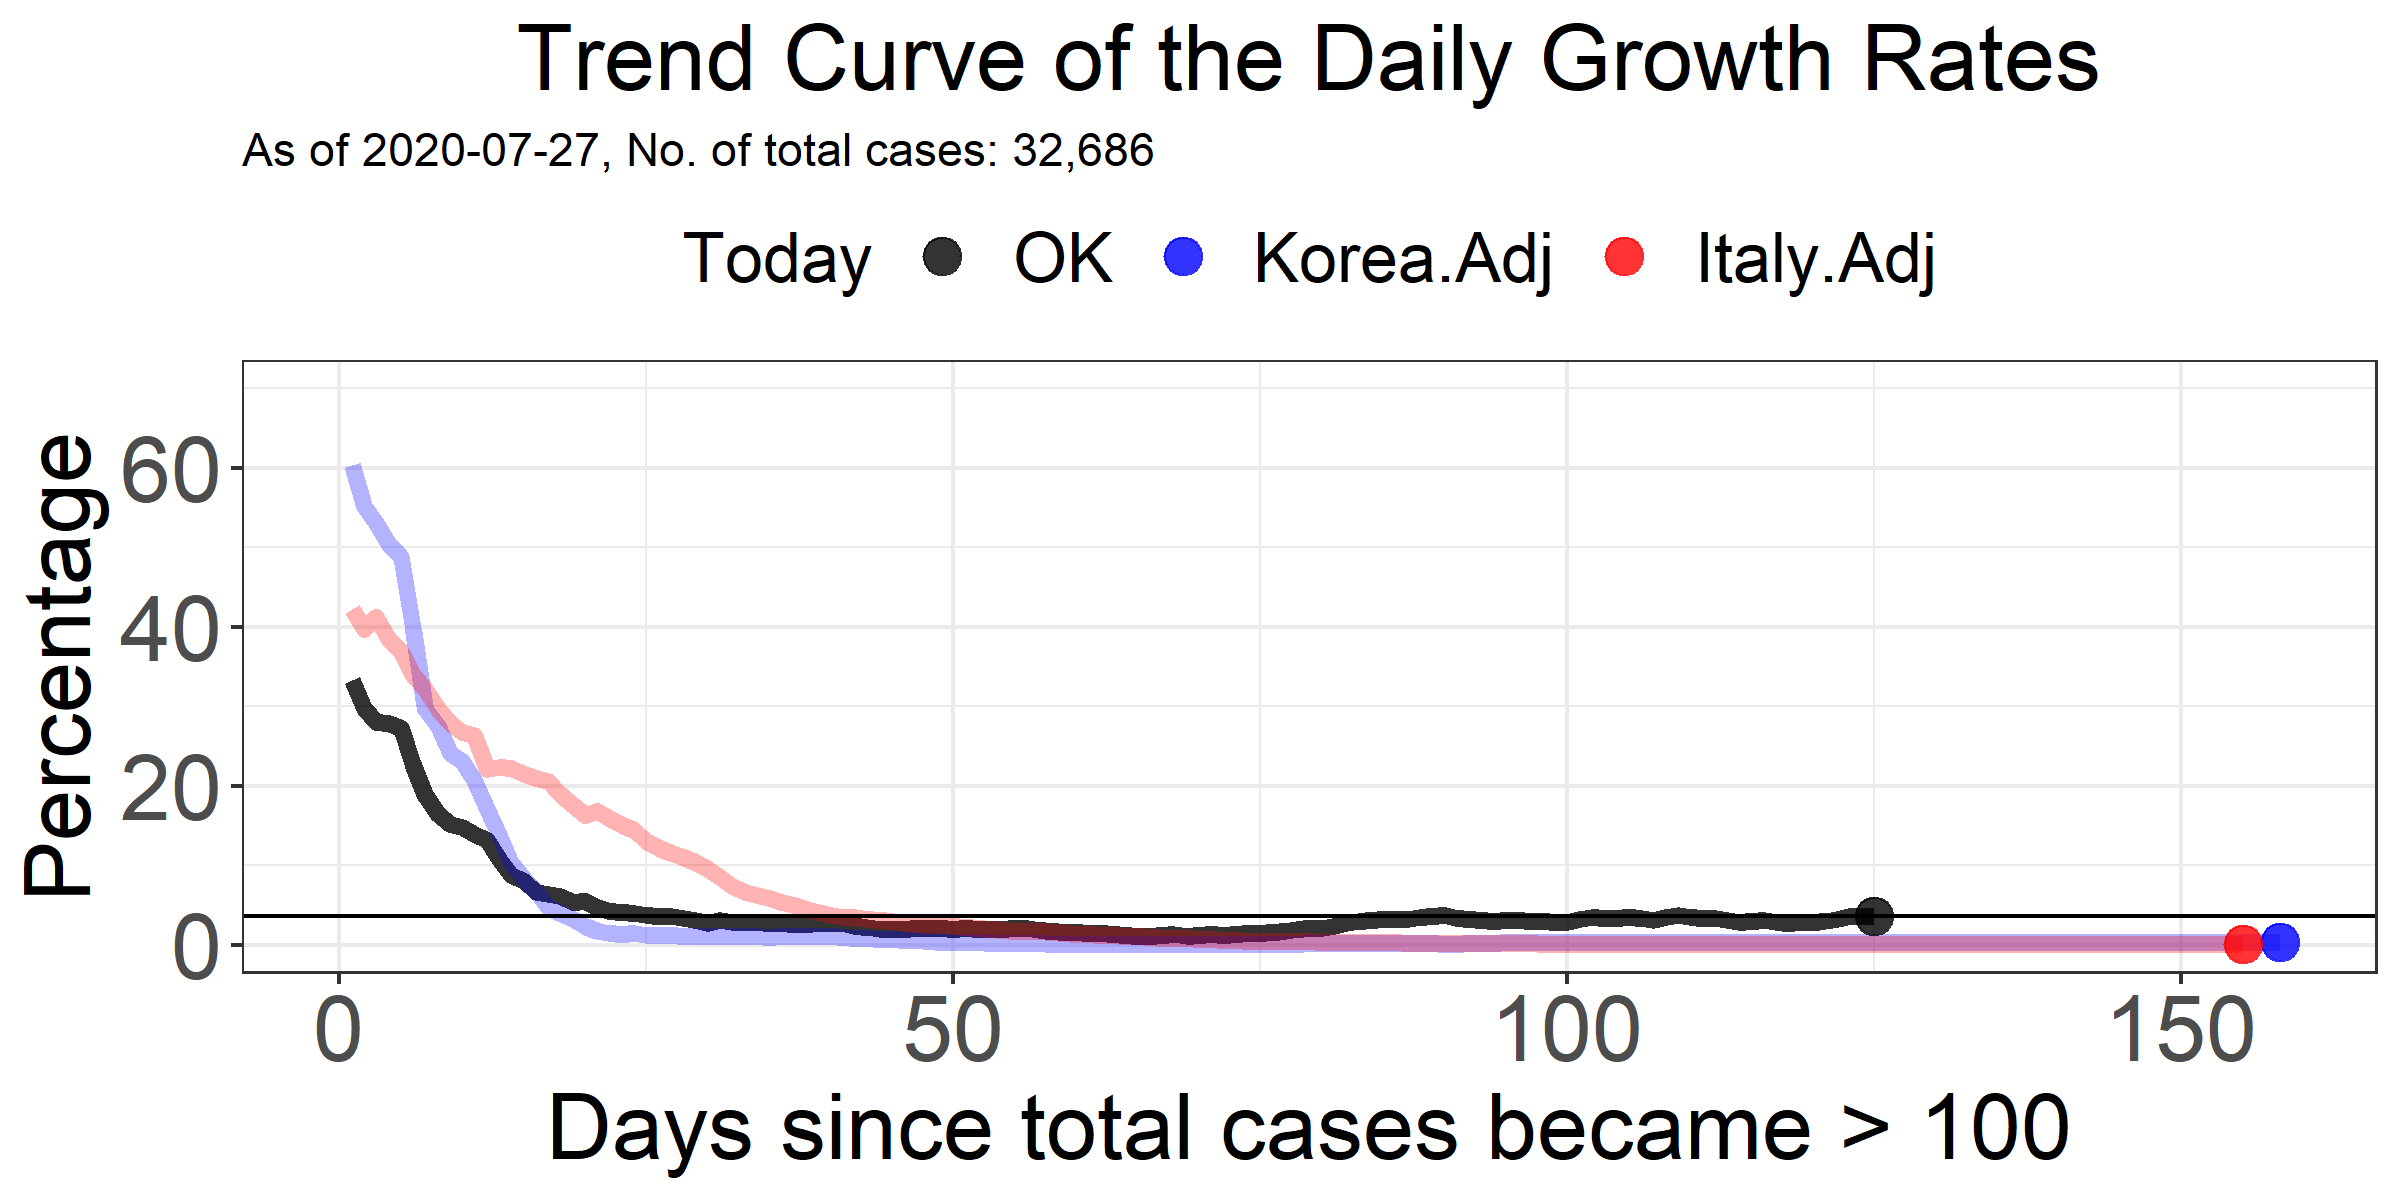 Trend Curve of the Daily Growth Rates
As of 2020-07-27, No. of total cases: 32,686
Today OK Korea.Adj Italy.Adj
Percentage
60
40
20
0
0 50 100 150
Days since total cases became > 100